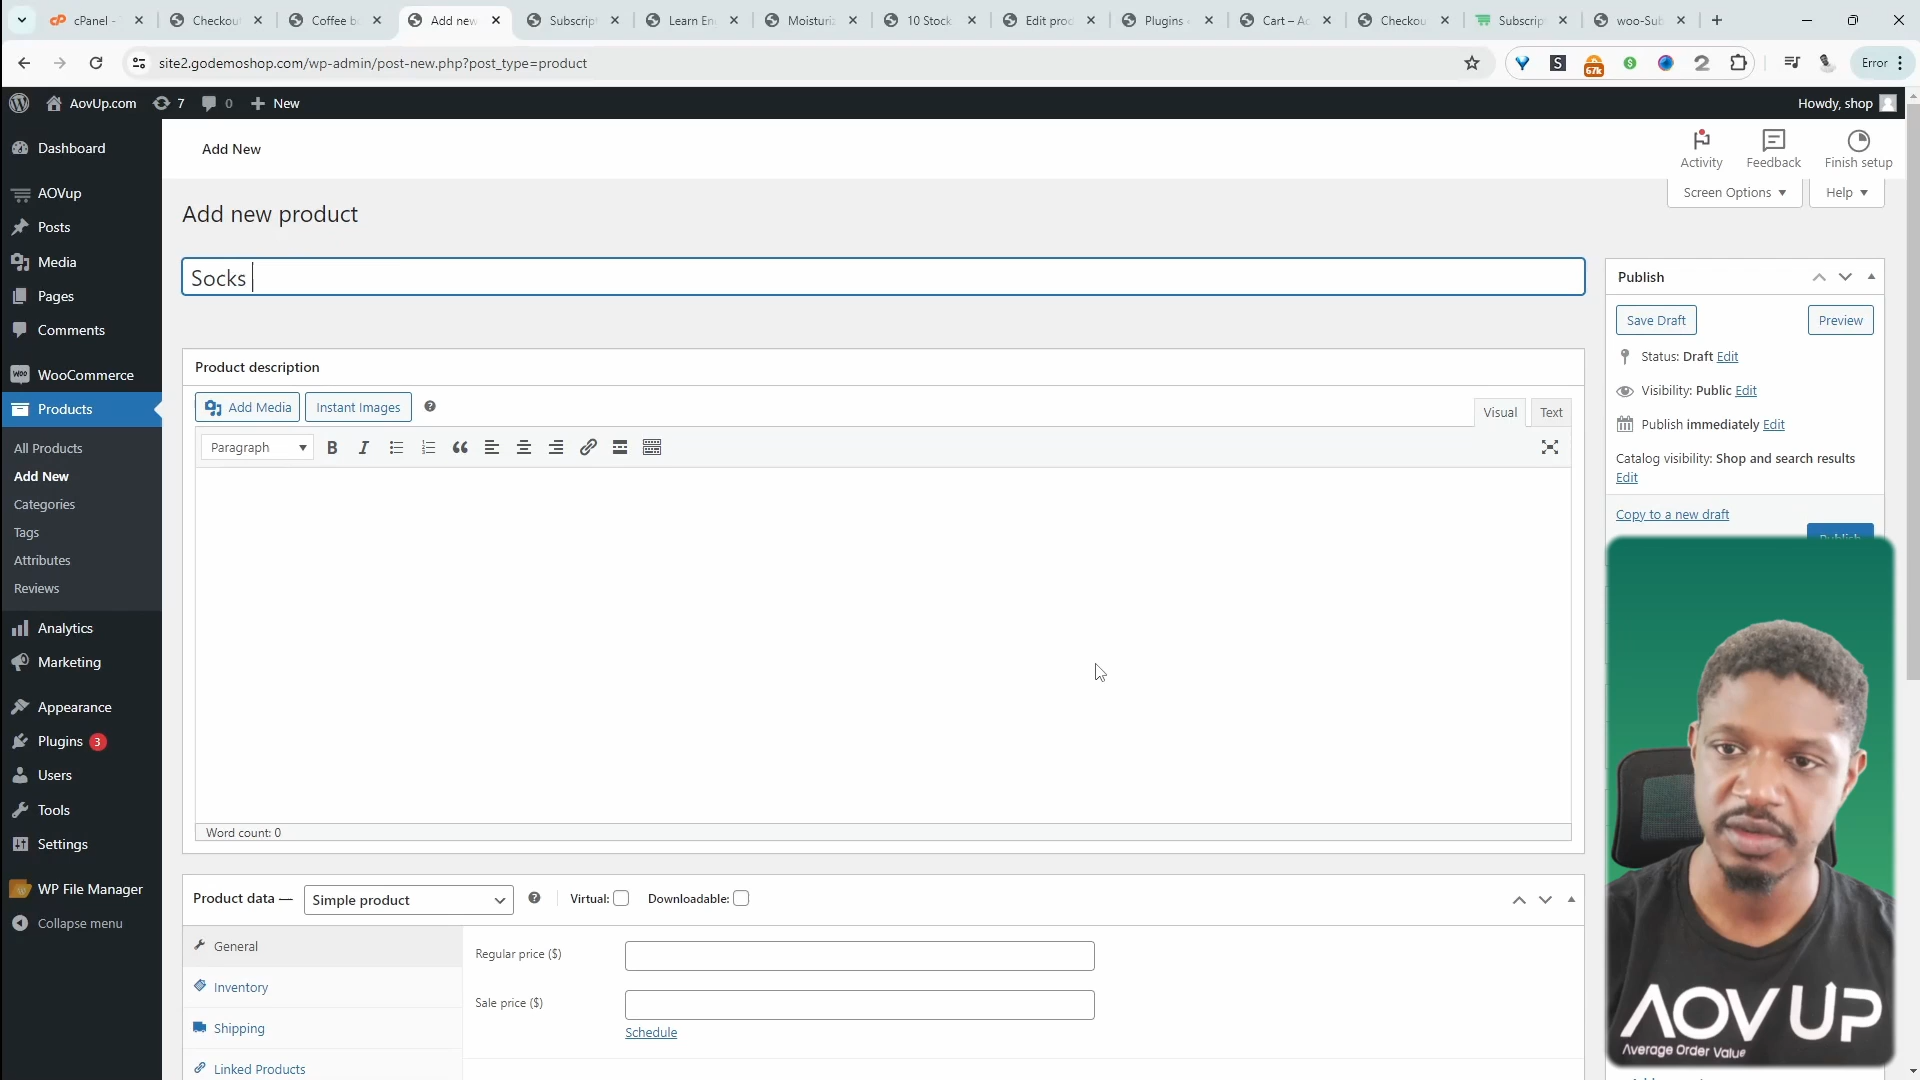 cPanel -
Checkou
Coffee b
Add new
Subscrip
Learn En
Moisturi
10 Stock
Edit pro
Plugins
Cart – A
Checkou
Subscrip
woo-Sub
site2.godemoshop.com/wp-admin/post-new.php?post_type=product
67k
Error
AovUp.com
7
0
New
Howdy, shop
Dashboard
AOVup
Posts
Media
Pages
Comments
WooCommerce
Products
All Products
Add New
Categories
Tags
Attributes
Reviews
Analytics
Marketing
Appearance
Plugins 3
Users
Tools
Settings
WP File Manager
Collapse menu
Add New
Activity
Feedback
Finish setup
Screen Options
Help
Add new product
Socks
Product description
Add Media
Instant Images
Visual
Text
Paragraph
Word count: 0
Product data —
Simple product
Virtual:
Downloadable:
General
Inventory
Shipping
Linked Products
Regular price ($)
Sale price ($)
Schedule
Publish
Save Draft
Preview
Status: Draft Edit
Visibility: Public Edit
Publish immediately Edit
Catalog visibility: Shop and search results
Edit
Copy to a new draft
Publish
AOV UP
Average Order Value